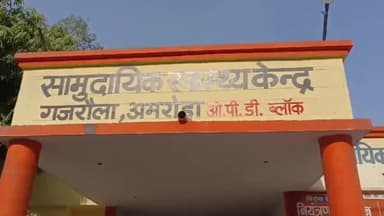 सामुदायिक स्वास्थ्य केन्द्र
गजरौला, अमरोहा ओ.पी.डी. ब्लॉक